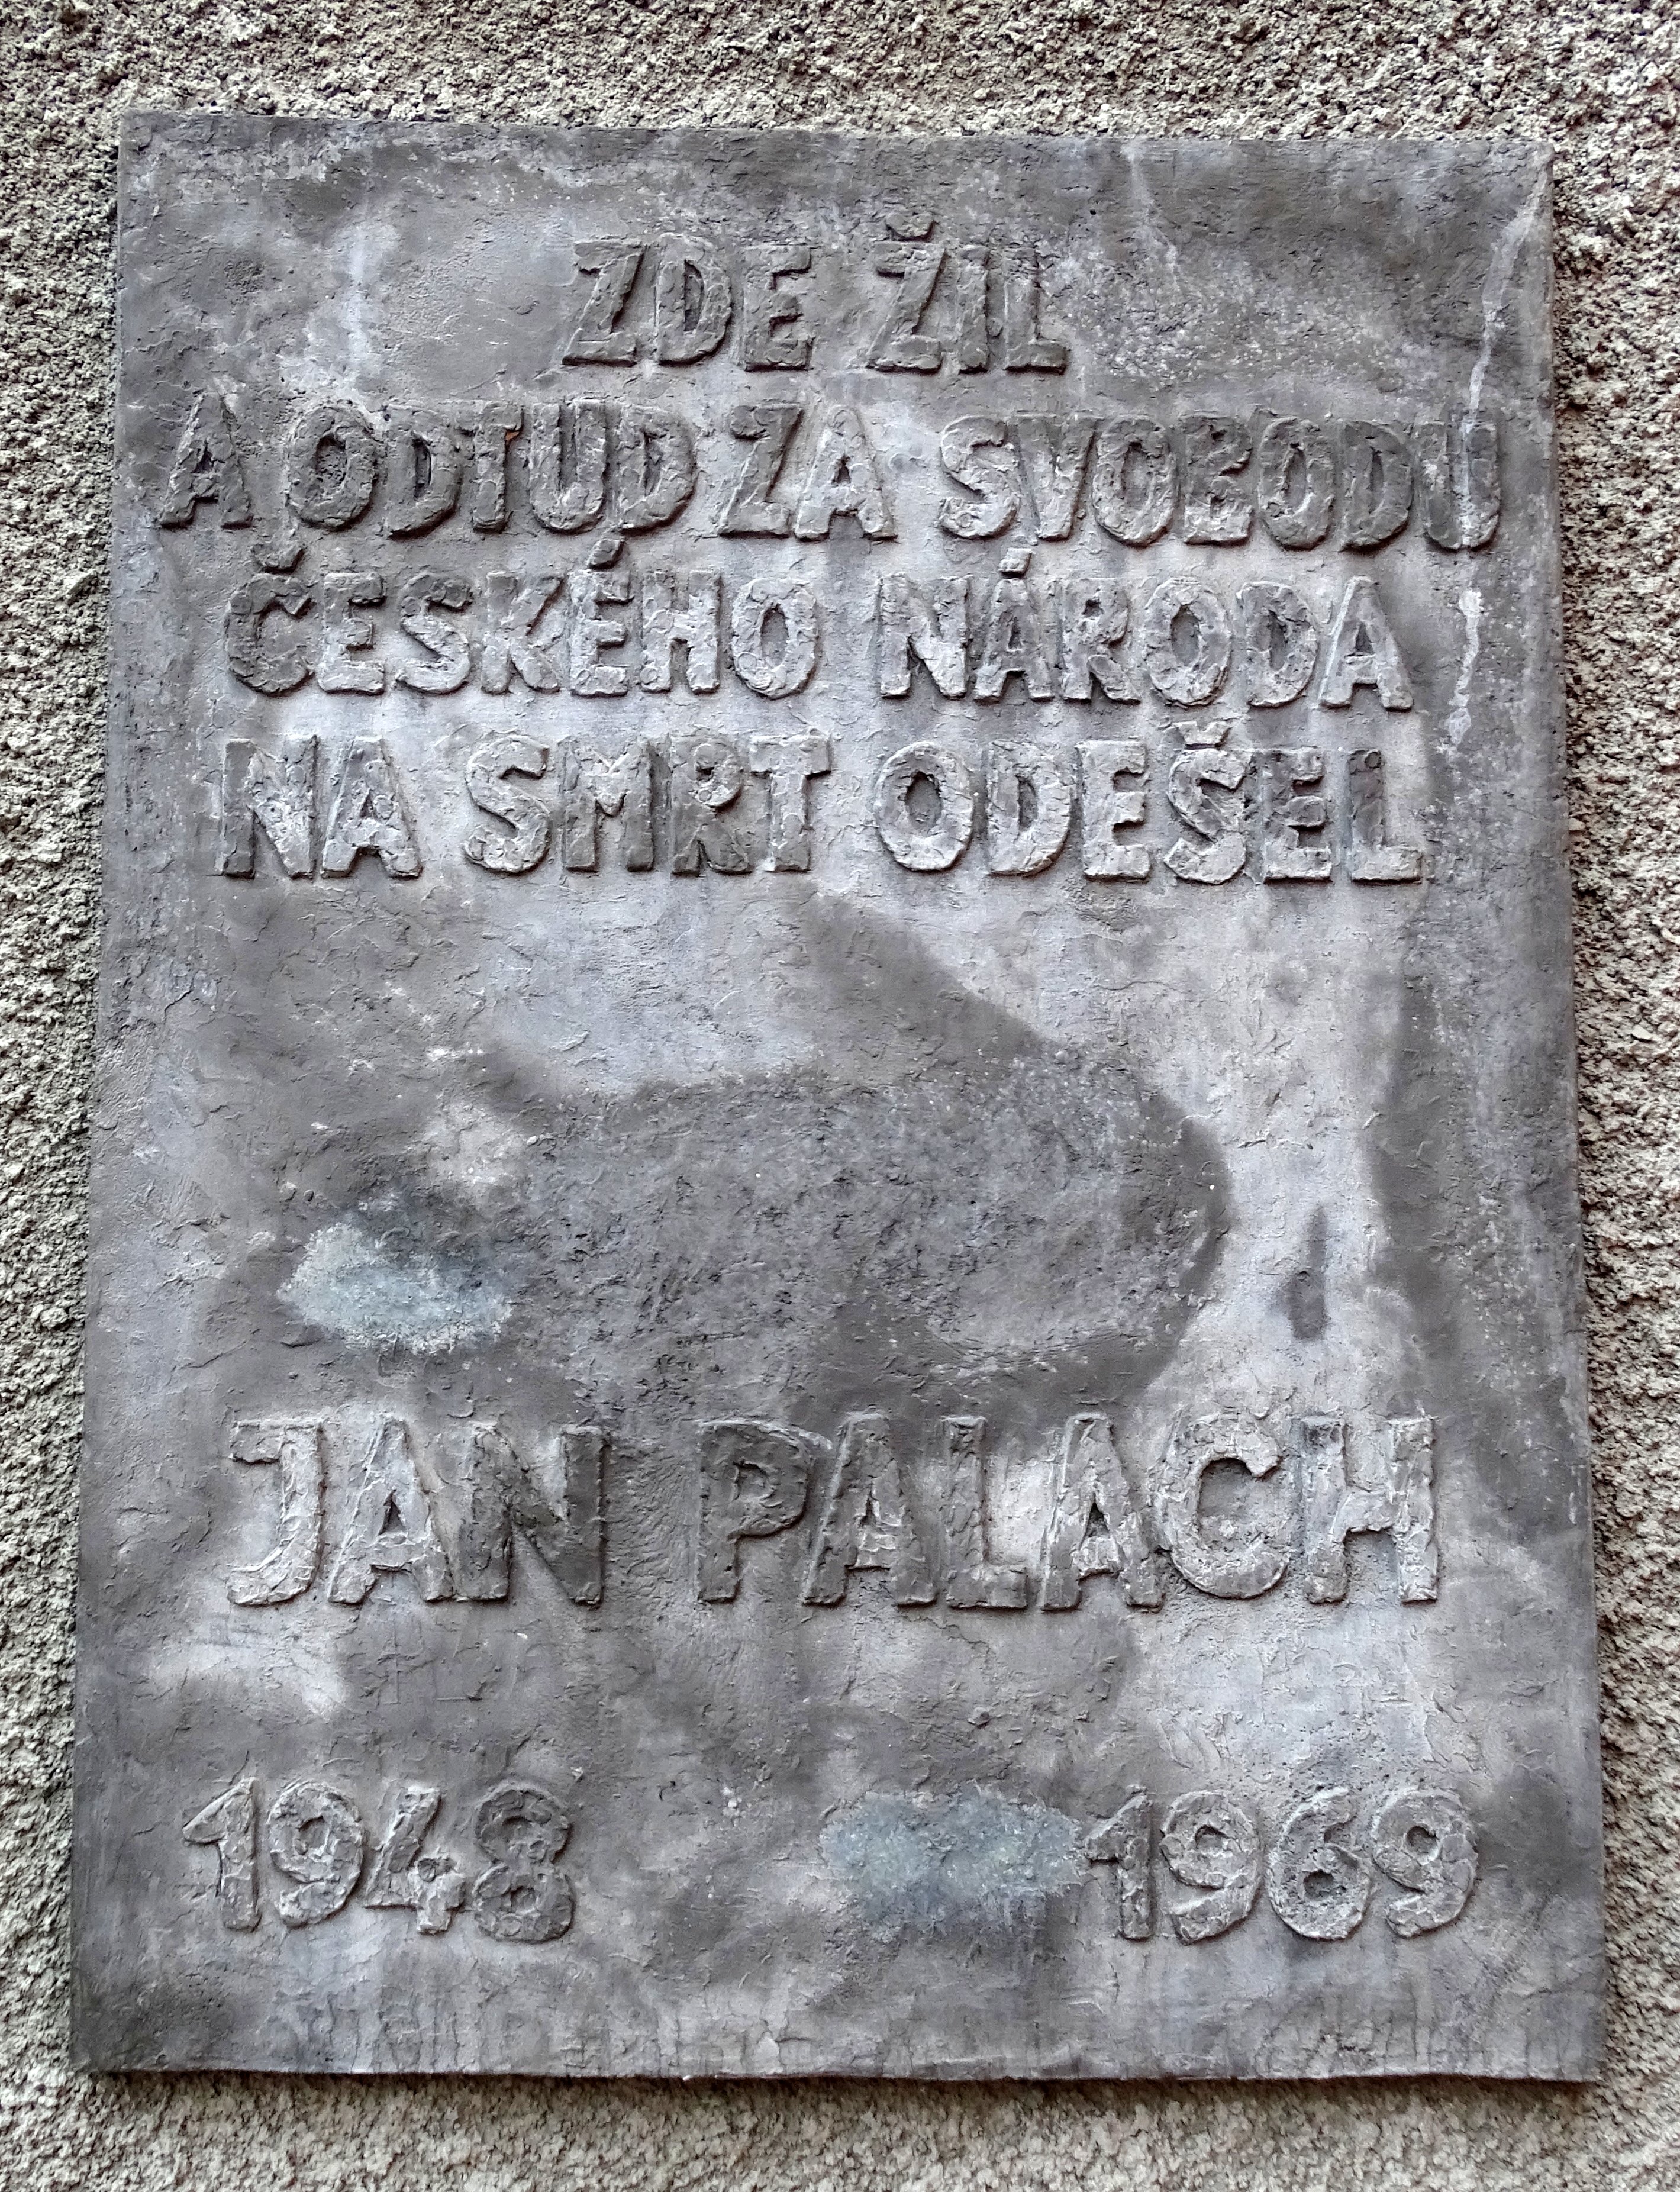 ZDE ŽIL
A ODTUD ZA SVOBODU
ČESKÉHO NÁRODA
NA SMRT ODEŠEL
JAN PALACH
1948 1969